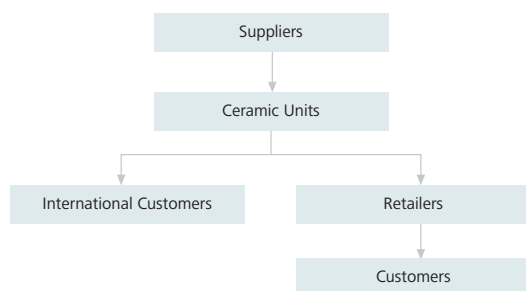 Suppliers
Ceramic Units
International Customers
Retailers
Customers